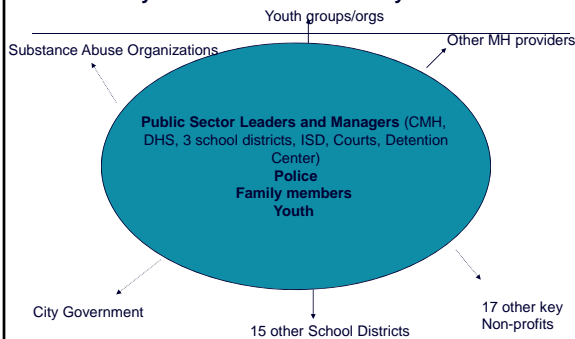 Youth groups/orgs
Substance Abuse Organizations
Other MH providers
Public Sector Leaders and Managers (CMH,
DHS, 3 school districts, ISD, Courts, Detention
Center)
Police
Family members
Youth
City Government
15 other School Districts
17 other key
Non-profits